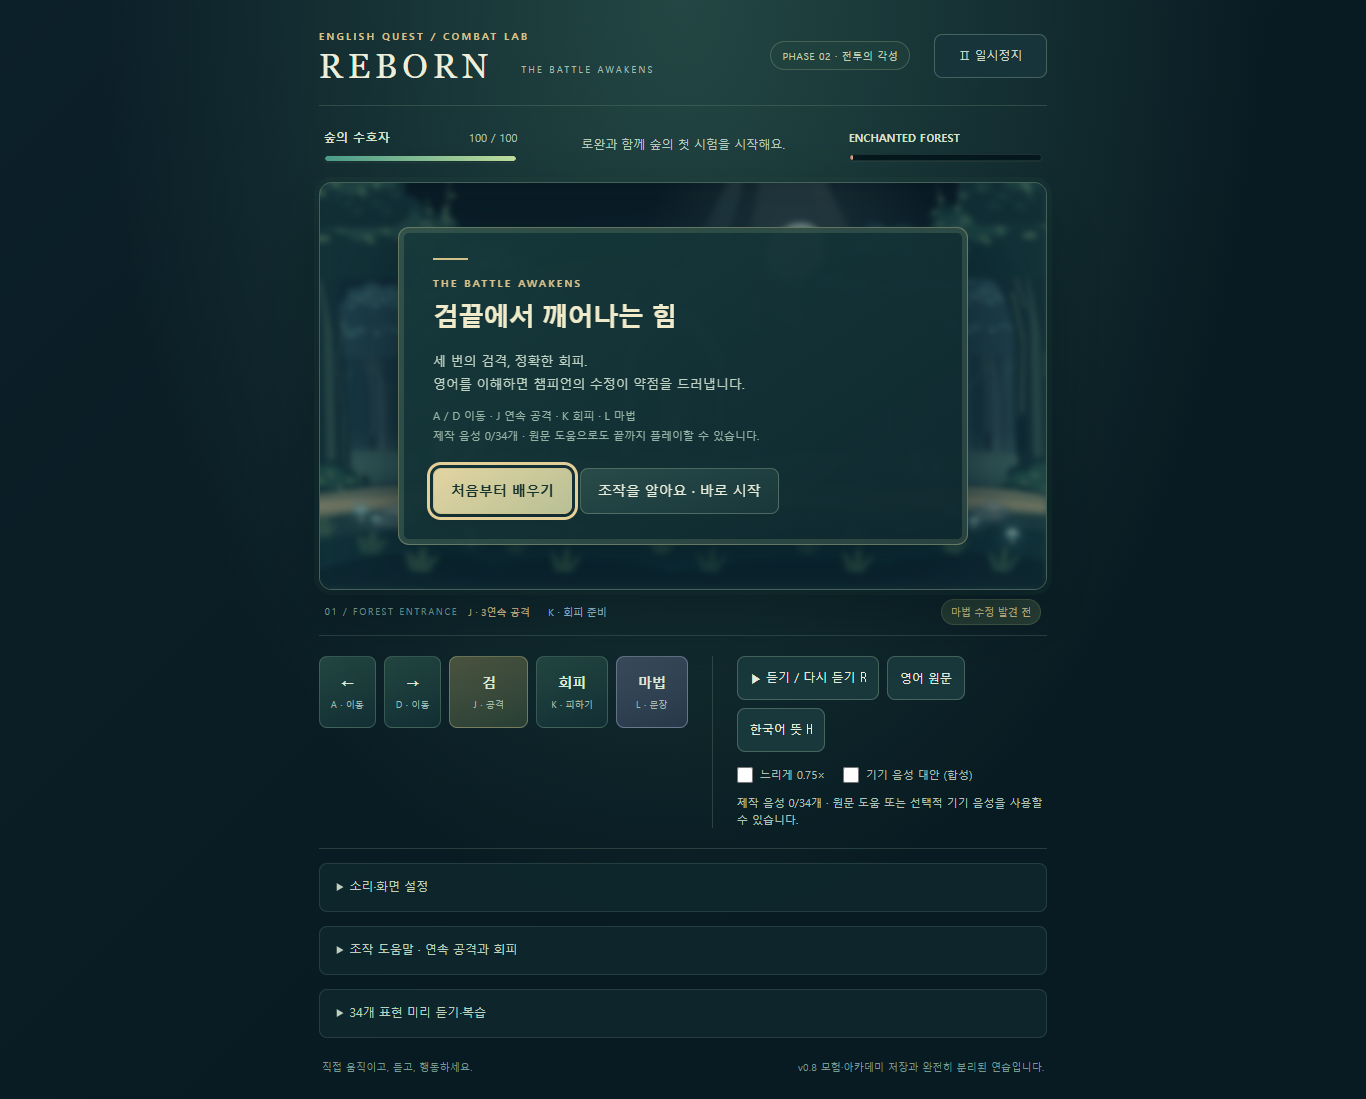 ENGLISH QUEST / COMBAT LAB
REBORN
THE BATTLE AWAKENS
PHASE 02 · 전투의 각성
Ⅱ 일시정지
숲의 수호자
100 / 100
로완과 함께 숲의 첫 시험을 시작해요.
ENCHANTED FOREST
THE BATTLE AWAKENS
검끝에서 깨어나는 힘
세 번의 검격, 정확한 회피.
영어를 이해하면 챔피언의 수정이 약점을 드러냅니다.
A / D 이동 · J 연속 공격 · K 회피 · L 마법
제작 음성 0/34개 · 원문 도움으로도 끝까지 플레이할 수 있습니다.
처음부터 배우기
조작을 알아요 · 바로 시작
01 / FOREST ENTRANCE
J · 3연속 공격
K · 회피 준비
마법 수정 발견 전
←
A · 이동
→
D · 이동
검
J · 공격
회피
K · 피하기
마법
L · 문장
▶ 듣기 / 다시 듣기 R
영어 원문
한국어 뜻 H
느리게 0.75×
기기 음성 대안 (합성)
제작 음성 0/34개 · 원문 도움 또는 선택적 기기 음성을 사용할
수 있습니다.
▶ 소리·화면 설정
▶ 조작 도움말 · 연속 공격과 회피
▶ 34개 표현 미리 듣기·복습
직접 움직이고, 듣고, 행동하세요.
v0.8 모험·아카데미 저장과 완전히 분리된 연습입니다.